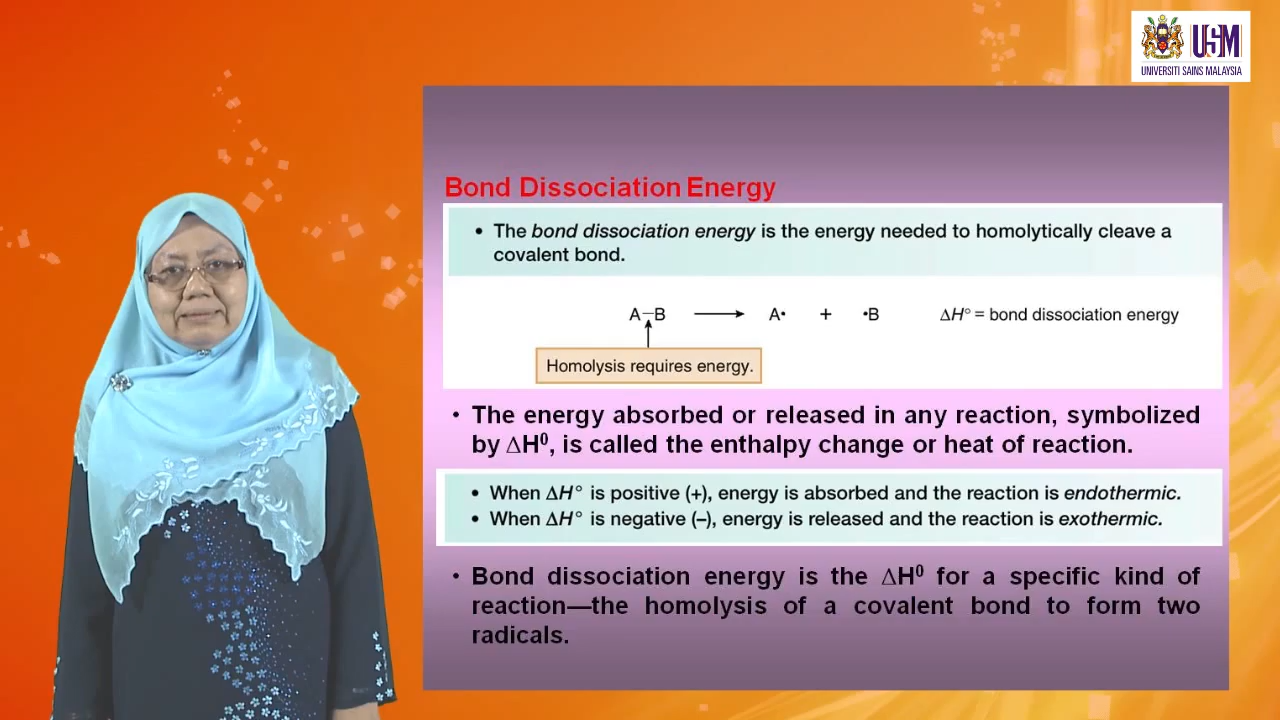 USM
UNIVERSITI SAINS MALAYSIA
Bond Dissociation Energy
• The bond dissociation energy is the energy needed to homolytically cleave a
covalent bond.
A–B ⟶ A• + •B ΔH° = bond dissociation energy
Homolysis requires energy.
• The energy absorbed or released in any reaction, symbolized
by ΔH⁰, is called the enthalpy change or heat of reaction.
• When ΔH° is positive (+), energy is absorbed and the reaction is endothermic.
• When ΔH° is negative (–), energy is released and the reaction is exothermic.
• Bond dissociation energy is the ΔH⁰ for a specific kind of
reaction—the homolysis of a covalent bond to form two
radicals.